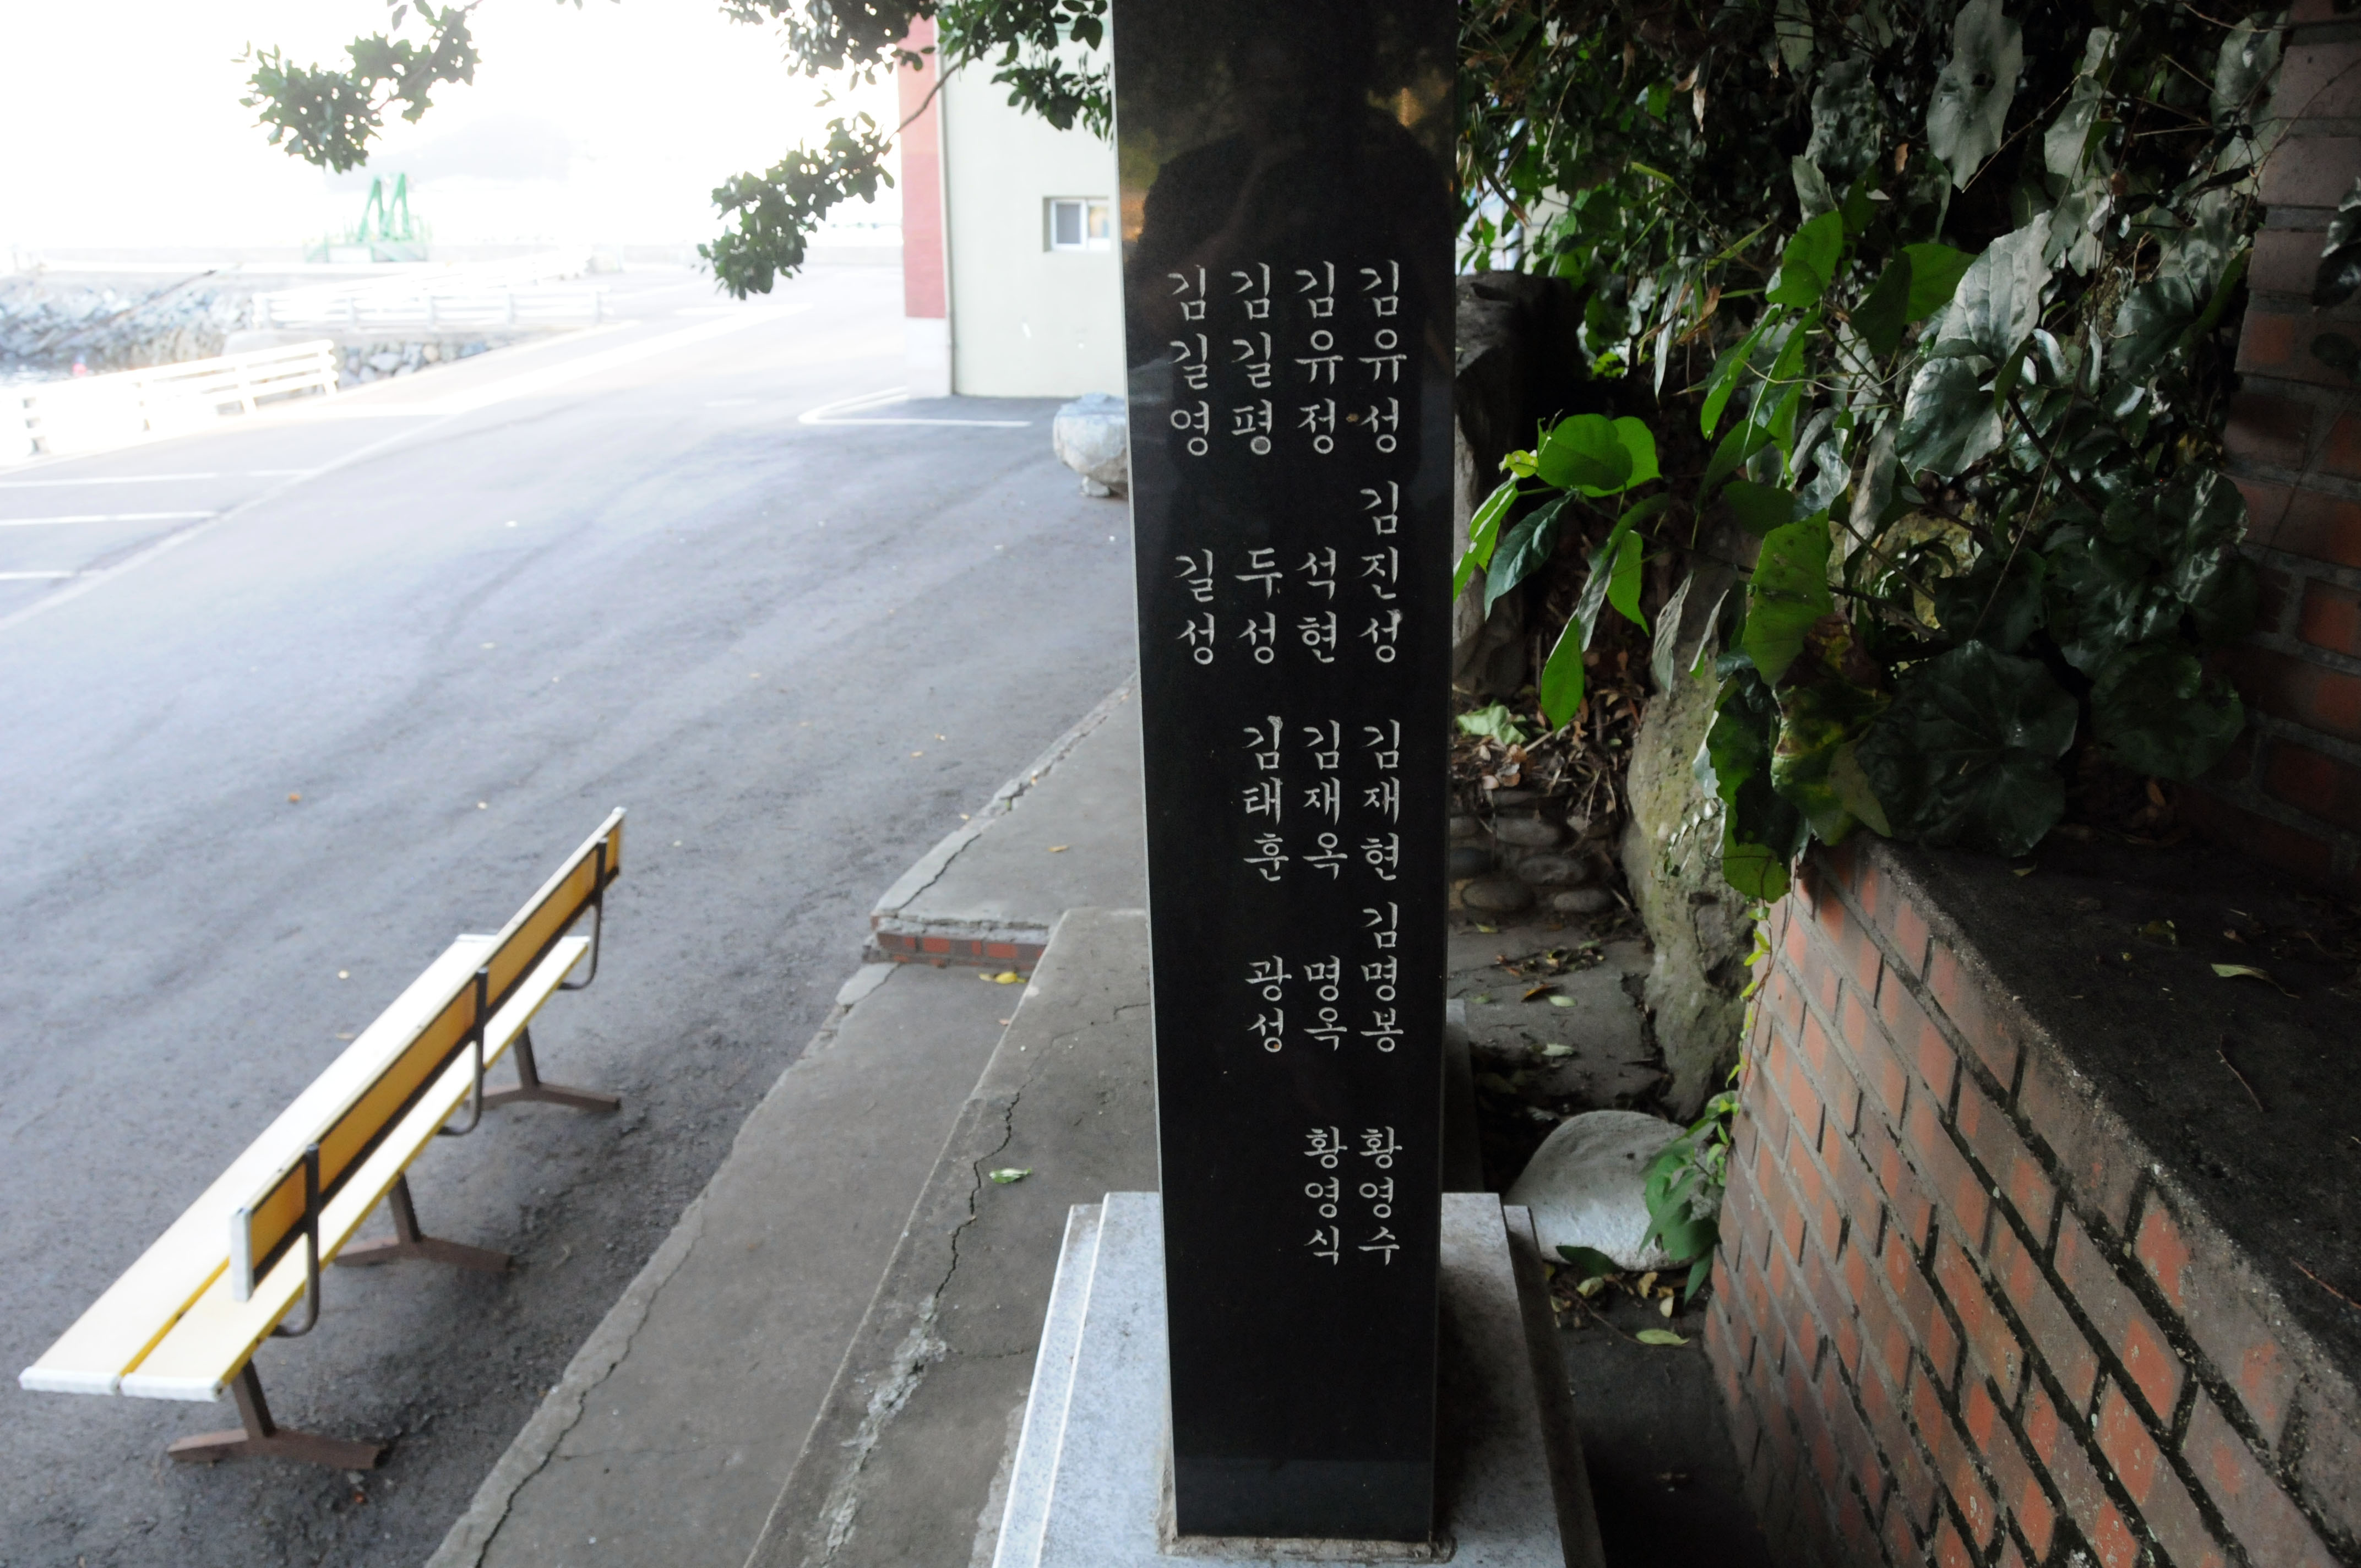 김유성 김진성 김재현 김명봉 황영수
김유정 석현 김재옥 명옥 황영식
김길평 두성 김태훈 광성
김길영 길성